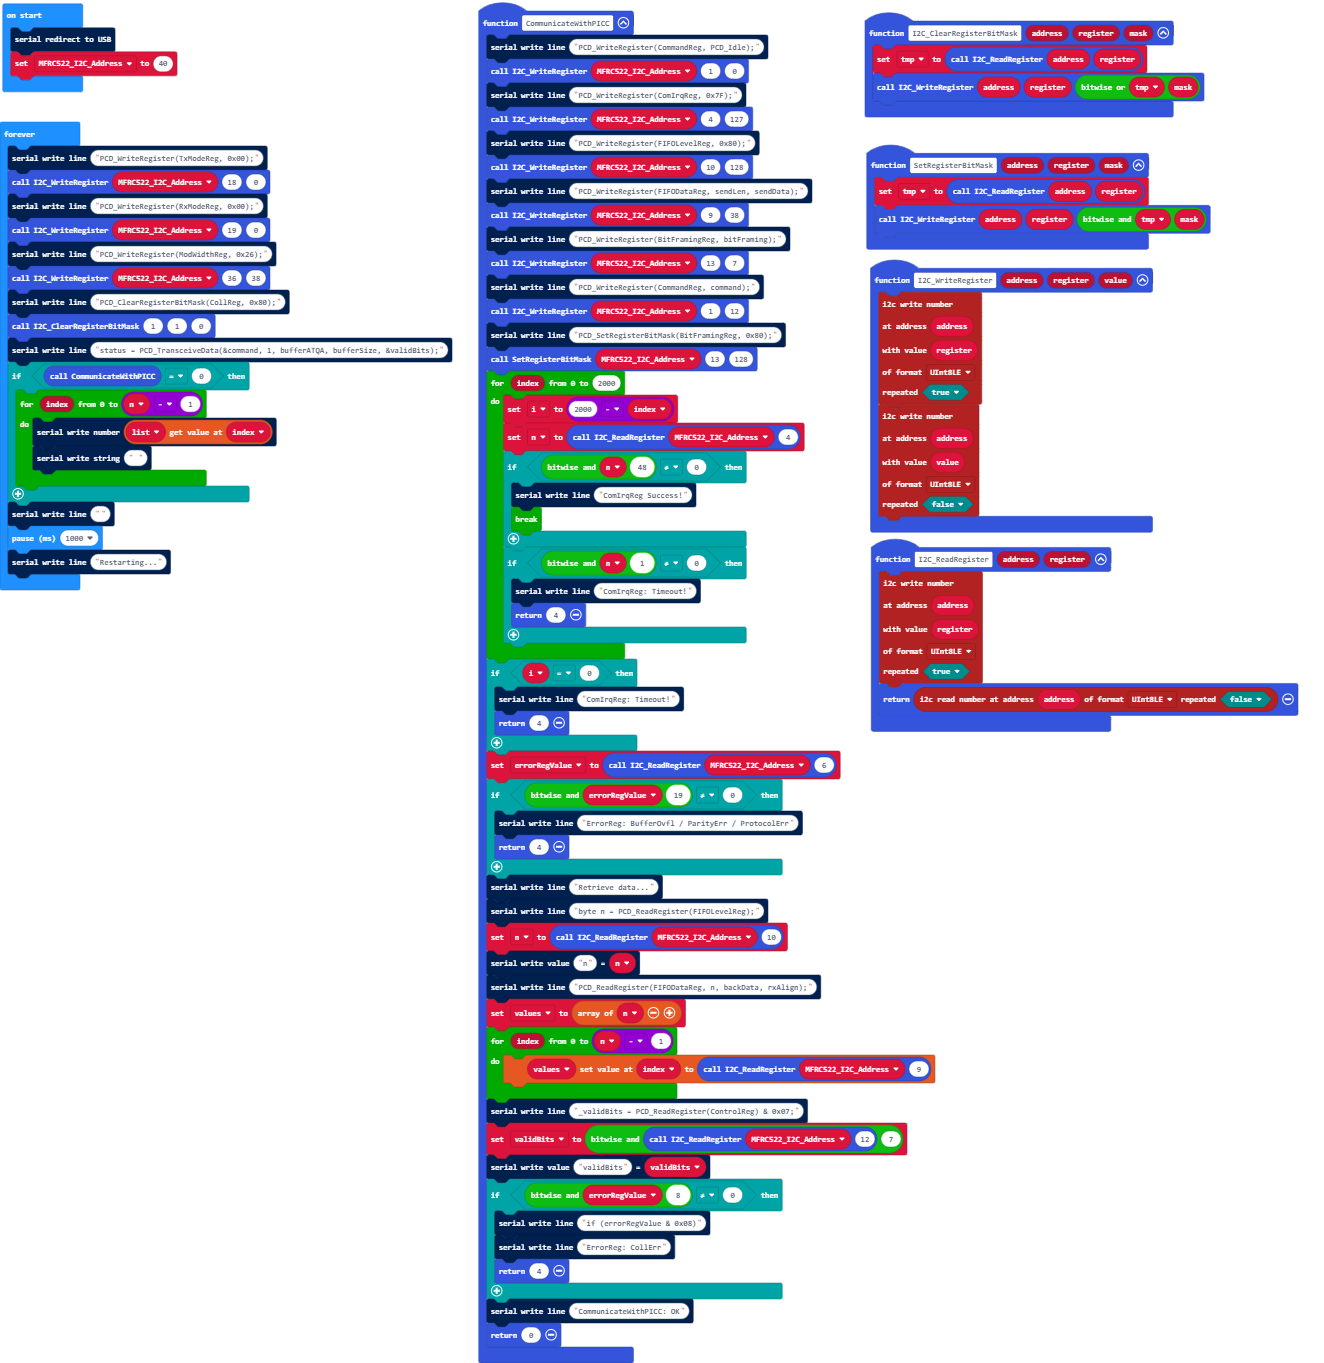 on start
serial redirect to USB
set MFRC522_I2C_Address to 40
forever
serial write line "PCD_WriteRegister(TxModeReg, 0x00);"
call I2C_WriteRegister MFRC522_I2C_Address 18 0
serial write line "PCD_WriteRegister(RxModeReg, 0x00);"
call I2C_WriteRegister MFRC522_I2C_Address 19 0
serial write line "PCD_WriteRegister(ModWidthReg, 0x26);"
call I2C_WriteRegister MFRC522_I2C_Address 36 38
serial write line "PCD_ClearRegisterBitMask(CollReg, 0x80);"
call I2C_ClearRegisterBitMask 1 1 0
serial write line "status = PCD_TransceiveData(&command, 1, bufferATQA, bufferSize, &validBits);"
if call CommunicateWithPICC = 0 then
for index from 0 to n - 1
do
serial write number list get value at index
serial write string " "
serial write line ""
pause (ms) 1000
serial write line "Restarting..."
function CommunicateWithPICC
serial write line "PCD_WriteRegister(CommandReg, PCD_Idle);"
call I2C_WriteRegister MFRC522_I2C_Address 1 0
serial write line "PCD_WriteRegister(ComIrqReg, 0x7F);"
call I2C_WriteRegister MFRC522_I2C_Address 4 127
serial write line "PCD_WriteRegister(FIFOLevelReg, 0x80);"
call I2C_WriteRegister MFRC522_I2C_Address 10 128
serial write line "PCD_WriteRegister(FIFODataReg, sendLen, sendData);"
call I2C_WriteRegister MFRC522_I2C_Address 9 38
serial write line "PCD_WriteRegister(BitFramingReg, bitFraming);"
call I2C_WriteRegister MFRC522_I2C_Address 13 7
serial write line "PCD_WriteRegister(CommandReg, command);"
call I2C_WriteRegister MFRC522_I2C_Address 1 12
serial write line "PCD_SetRegisterBitMask(BitFramingReg, 0x80);"
call SetRegisterBitMask MFRC522_I2C_Address 13 128
for index from 0 to 2000
do
set i to 2000 - index
set n to call I2C_ReadRegister MFRC522_I2C_Address 4
if bitwise and n 48 ≠ 0 then
serial write line "ComIrqReg Success!"
break
if bitwise and n 1 ≠ 0 then
serial write line "ComIrqReg: Timeout!"
return 4
if i = 0 then
serial write line "ComIrqReg: Timeout!"
return 4
set errorRegValue to call I2C_ReadRegister MFRC522_I2C_Address 6
if bitwise and errorRegValue 19 ≠ 0 then
serial write line "ErrorReg: BufferOvfl / ParityErr / ProtocolErr"
return 4
serial write line "Retrieve data..."
serial write line "byte n = PCD_ReadRegister(FIFOLevelReg);"
set n to call I2C_ReadRegister MFRC522_I2C_Address 10
serial write value "n" = n
serial write line "PCD_ReadRegister(FIFODataReg, n, backData, rxAlign);"
set values to array of n
for index from 0 to n - 1
do
values set value at index to call I2C_ReadRegister MFRC522_I2C_Address 9
serial write line "_validBits = PCD_ReadRegister(ControlReg) & 0x07;"
set validBits to bitwise and call I2C_ReadRegister MFRC522_I2C_Address 12 7
serial write value "validBits" = validBits
if bitwise and errorRegValue 8 ≠ 0 then
serial write line "if (errorRegValue & 0x08)"
serial write line "ErrorReg: CollErr"
return 4
serial write line "CommunicateWithPICC: OK"
return 0
function I2C_ClearRegisterBitMask address register mask
set tmp to call I2C_ReadRegister address register
call I2C_WriteRegister address register bitwise or tmp mask
function SetRegisterBitMask address register mask
set tmp to call I2C_ReadRegister address register
call I2C_WriteRegister address register bitwise and tmp mask
function I2C_WriteRegister address register value
i2c write number
at address address
with value register
of format UInt8LE
repeated true
i2c write number
at address address
with value value
of format UInt8LE
repeated false
function I2C_ReadRegister address register
i2c write number
at address address
with value register
of format UInt8LE
repeated true
return i2c read number at address address of format UInt8LE repeated false